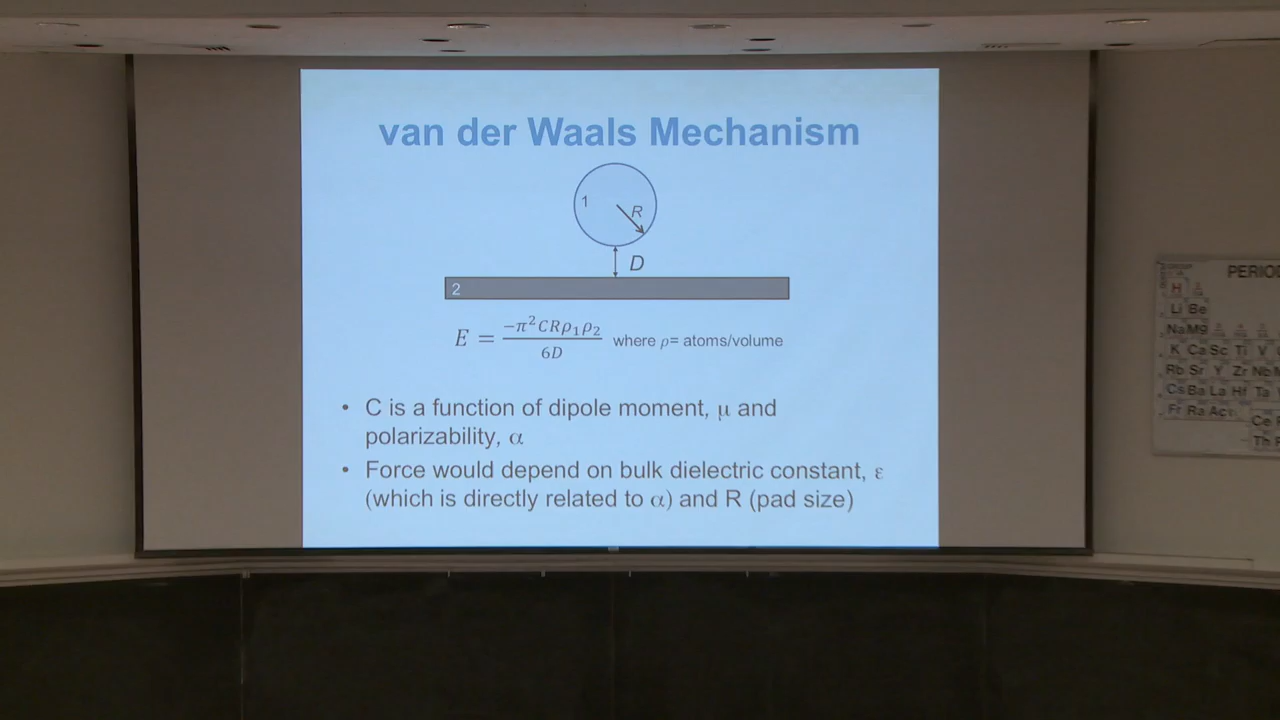 van der Waals Mechanism
1
R
D
2
E = −π²CRρ₁ρ₂ / 6D where ρ= atoms/volume
• C is a function of dipole moment, μ and
polarizability, α
• Force would depend on bulk dielectric constant, ε
(which is directly related to α) and R (pad size)
GROUP
PERIO
H
Li Be
Na Mg
K Ca Sc Ti V
Rb Sr Y Zr Nb
Cs Ba La Hf Ta
Fr Ra Ac
Ce
Th